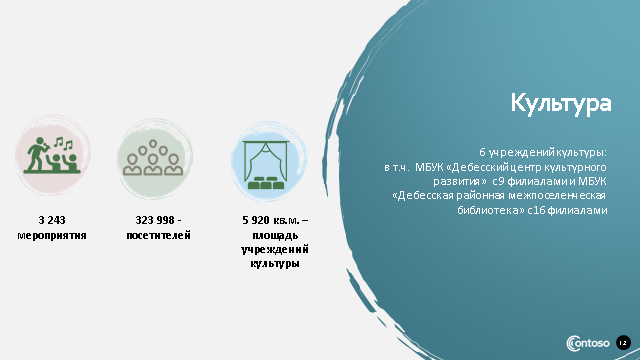 Культура
6 учреждений культуры:
в т.ч. МБУК «Дебесский центр культурного
развития» с 9 филиалами и МБУК
«Дебесская районная межпоселенческая
библиотека» с 16 филиалами
3 243
мероприятия
323 998 -
посетителей
5 920 кв.м. –
площадь
учреждений
культуры
Contoso
12